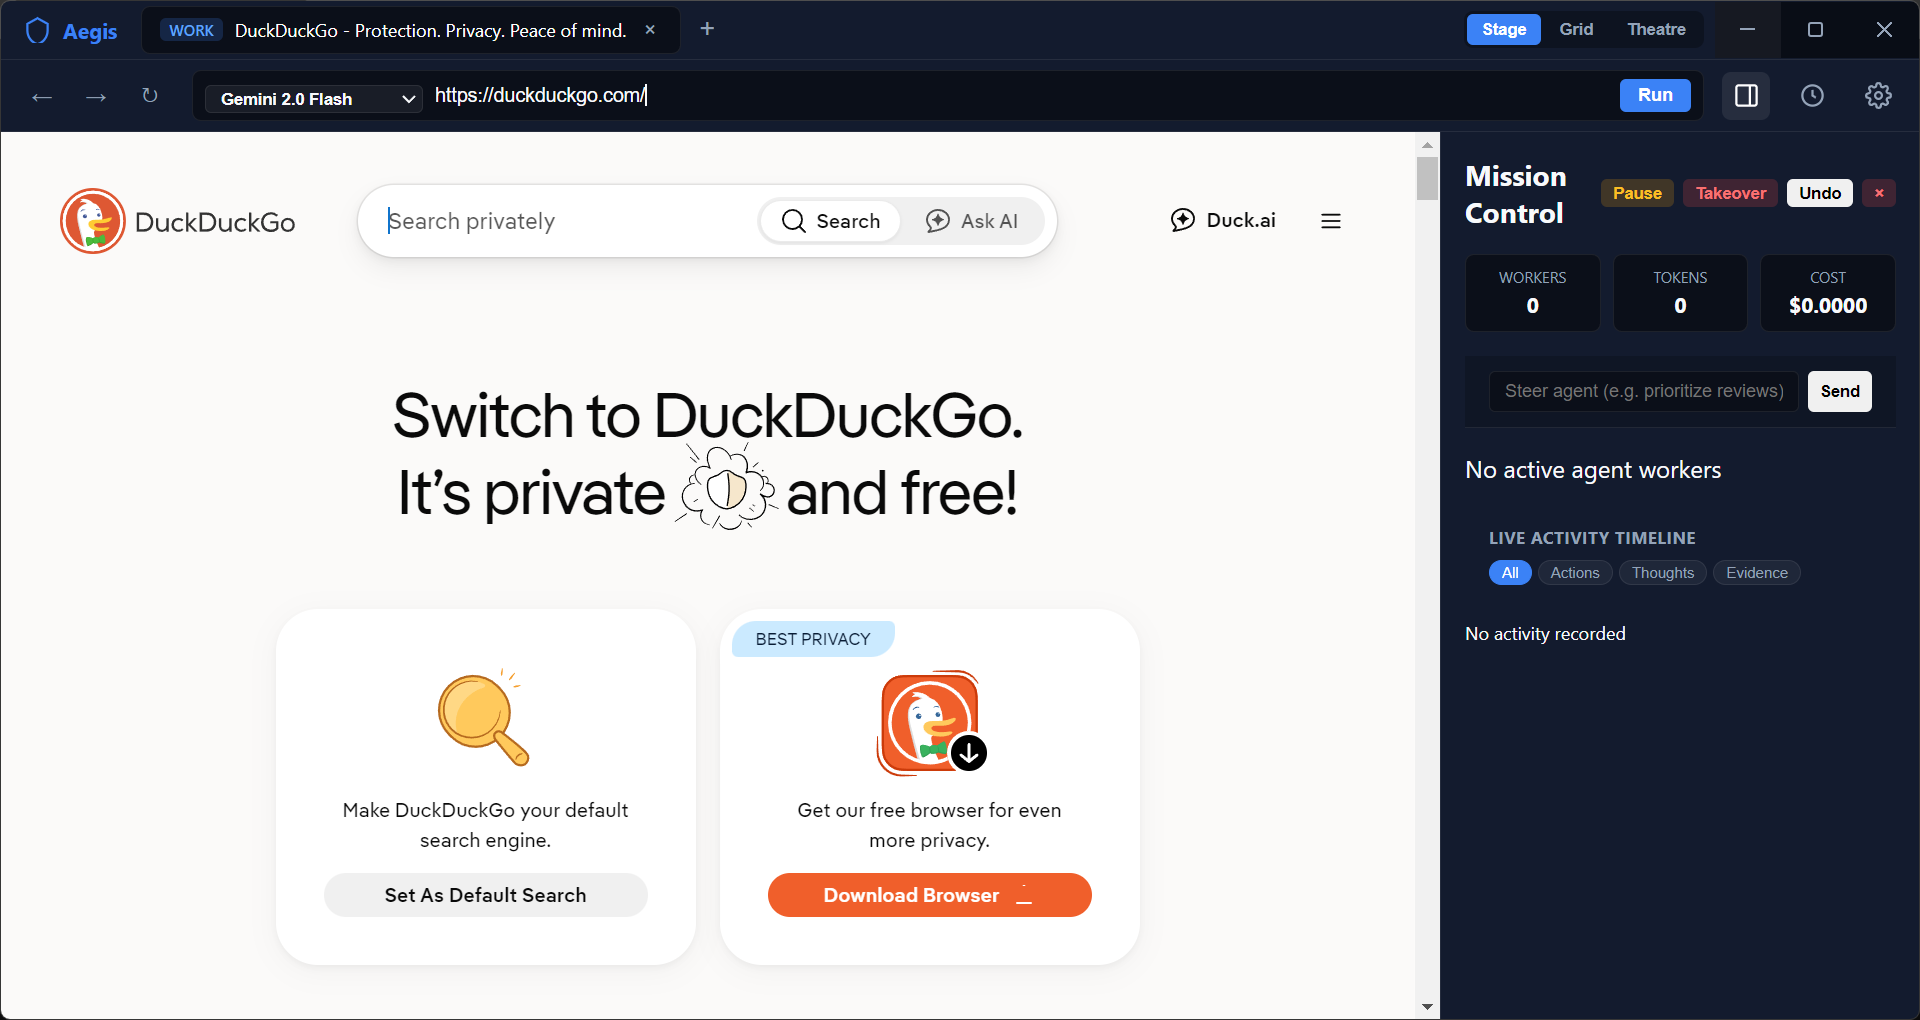 Aegis
WORK DuckDuckGo - Protection. Privacy. Peace of mind. × +
Stage Grid Theatre
Gemini 2.0 Flash https://duckduckgo.com/ Run
DuckDuckGo
Search privately Search Ask AI
Duck.ai
Switch to DuckDuckGo.
It’s private and free!
Make DuckDuckGo your default
search engine.
Set As Default Search
BEST PRIVACY
Get our free browser for even
more privacy.
Download Browser
Mission
Control
Pause Takeover Undo ×
WORKERS
0
TOKENS
0
COST
$0.0000
Steer agent (e.g. prioritize reviews) Send
No active agent workers
LIVE ACTIVITY TIMELINE
All Actions Thoughts Evidence
No activity recorded